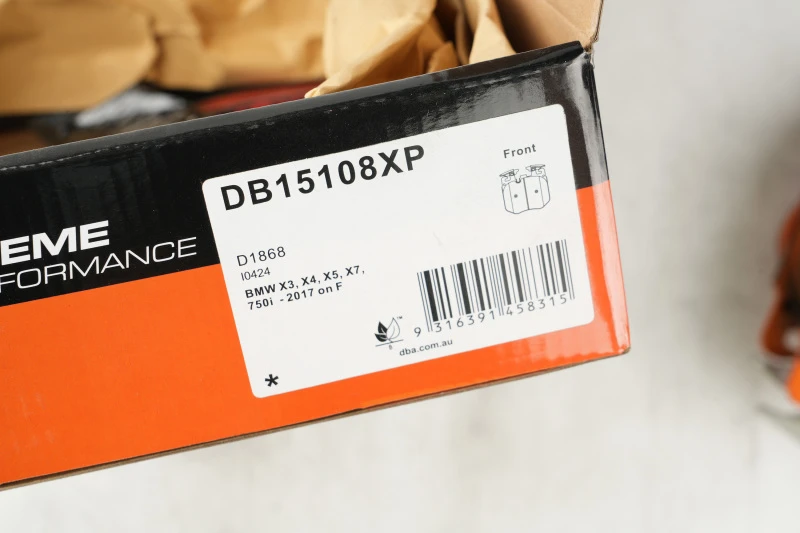 DB15108XP
Front
EME
FORMANCE
D1868
I0424
BMW X3, X4, X5, X7,
750i - 2017 on F
9 316391 458315
™
®
dba.com.au
*